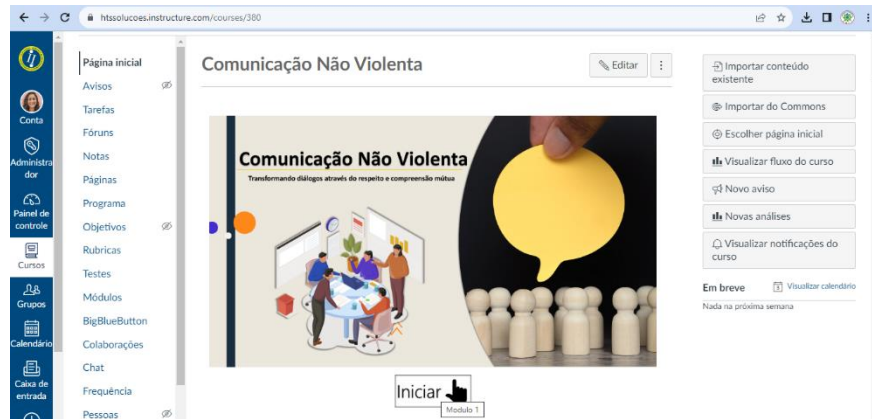 htssolucoes.instructure.com/courses/380
Conta
Administra
dor
Painel de
controle
Cursos
Grupos
Calendário
Caixa de
entrada
Página inicial
Avisos
Tarefas
Fóruns
Notas
Páginas
Programa
Objetivos
Rubricas
Testes
Módulos
BigBlueButton
Colaborações
Chat
Frequência
Pessoas
Comunicação Não Violenta
Editar
Comunicação Não Violenta
Transformando diálogos através do respeito e compreensão mútua
Iniciar
Modulo 1
Importar conteúdo
existente
Importar do Commons
Escolher página inicial
Visualizar fluxo do curso
Novo aviso
Novas análises
Visualizar notificações do
curso
Em breve
Visualizar calendário
Nada na próxima semana